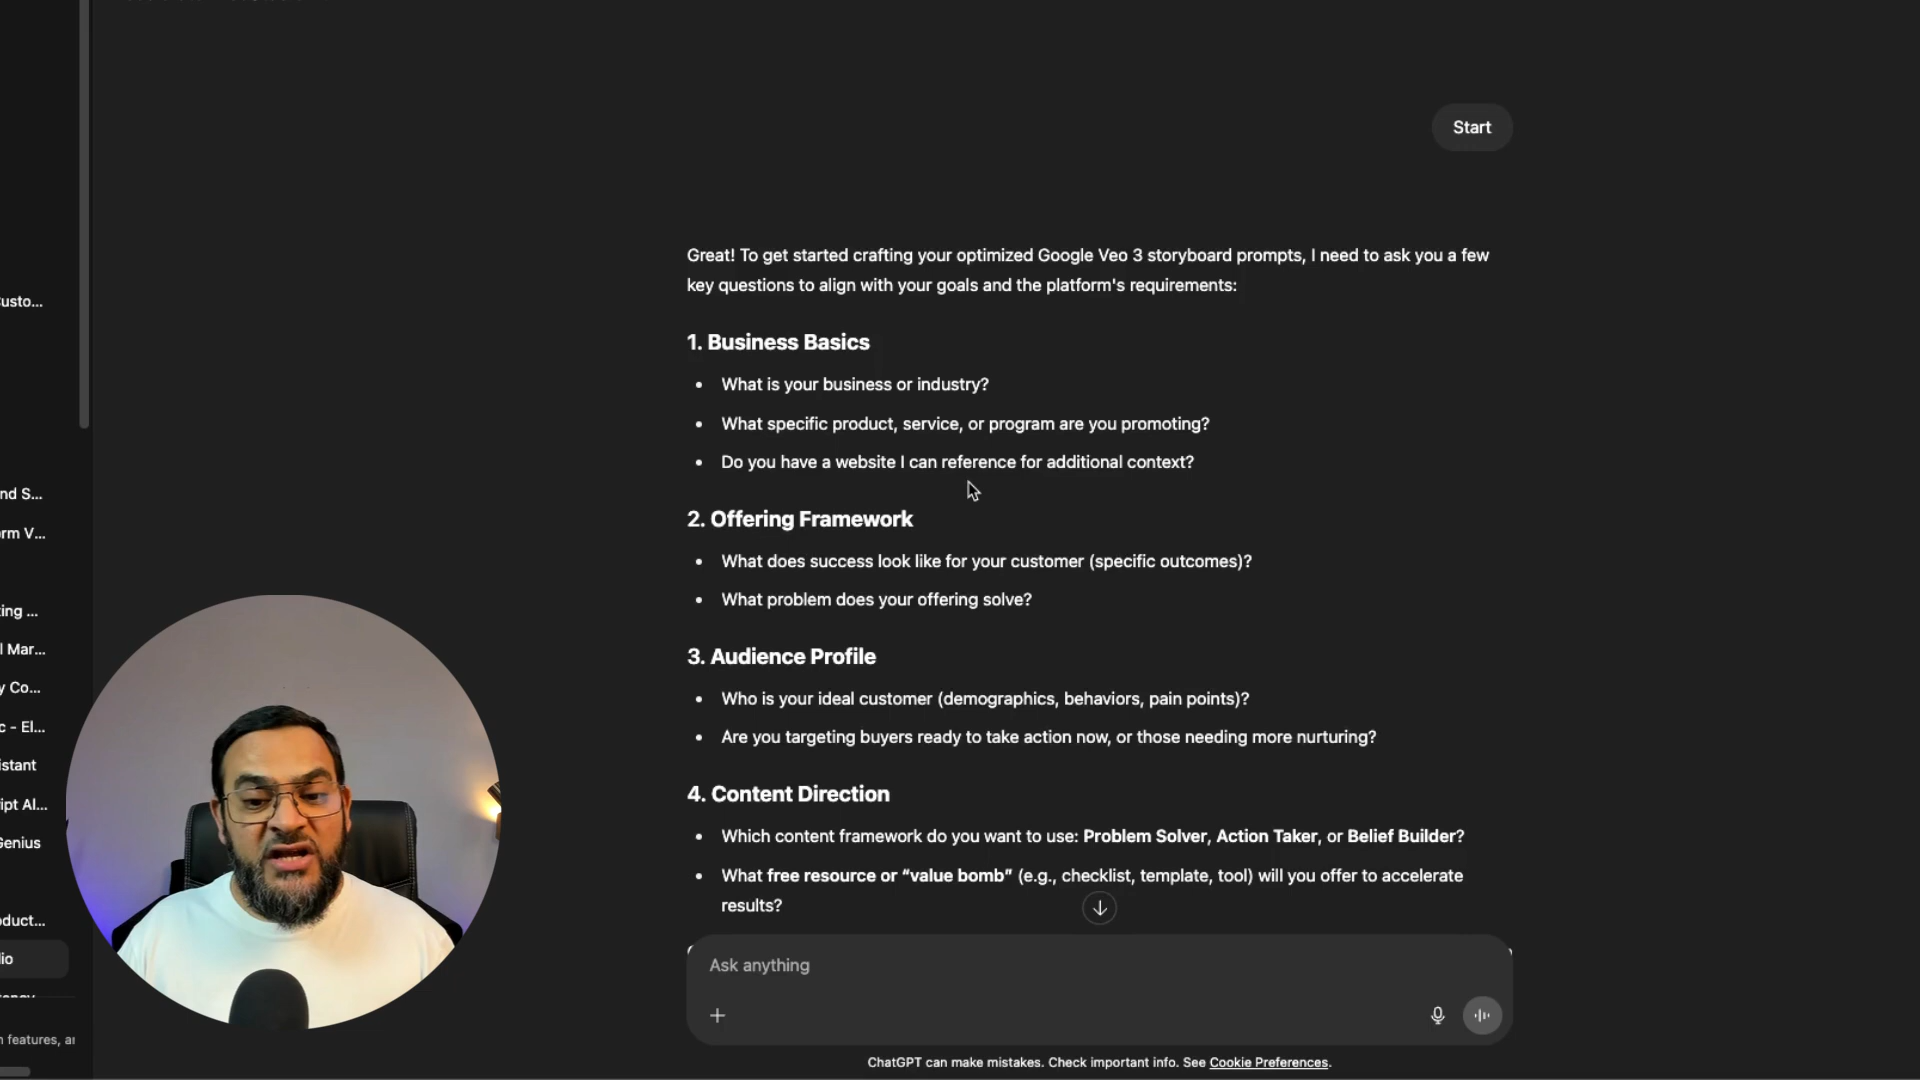 Start
Great! To get started crafting your optimized Google Veo 3 storyboard prompts, I need to ask you a few
key questions to align with your goals and the platform's requirements:
1. Business Basics
• What is your business or industry?
• What specific product, service, or program are you promoting?
• Do you have a website I can reference for additional context?
2. Offering Framework
• What does success look like for your customer (specific outcomes)?
• What problem does your offering solve?
3. Audience Profile
• Who is your ideal customer (demographics, behaviors, pain points)?
• Are you targeting buyers ready to take action now, or those needing more nurturing?
4. Content Direction
• Which content framework do you want to use: Problem Solver, Action Taker, or Belief Builder?
• What free resource or “value bomb” (e.g., checklist, template, tool) will you offer to accelerate
results?
Ask anything
ChatGPT can make mistakes. Check important info. See Cookie Preferences.
Custo...
nd S...
orm V...
ting ...
l Mar...
y Co...
c - El...
istant
ript AI...
Genius
oduct...
lio
n features, ar